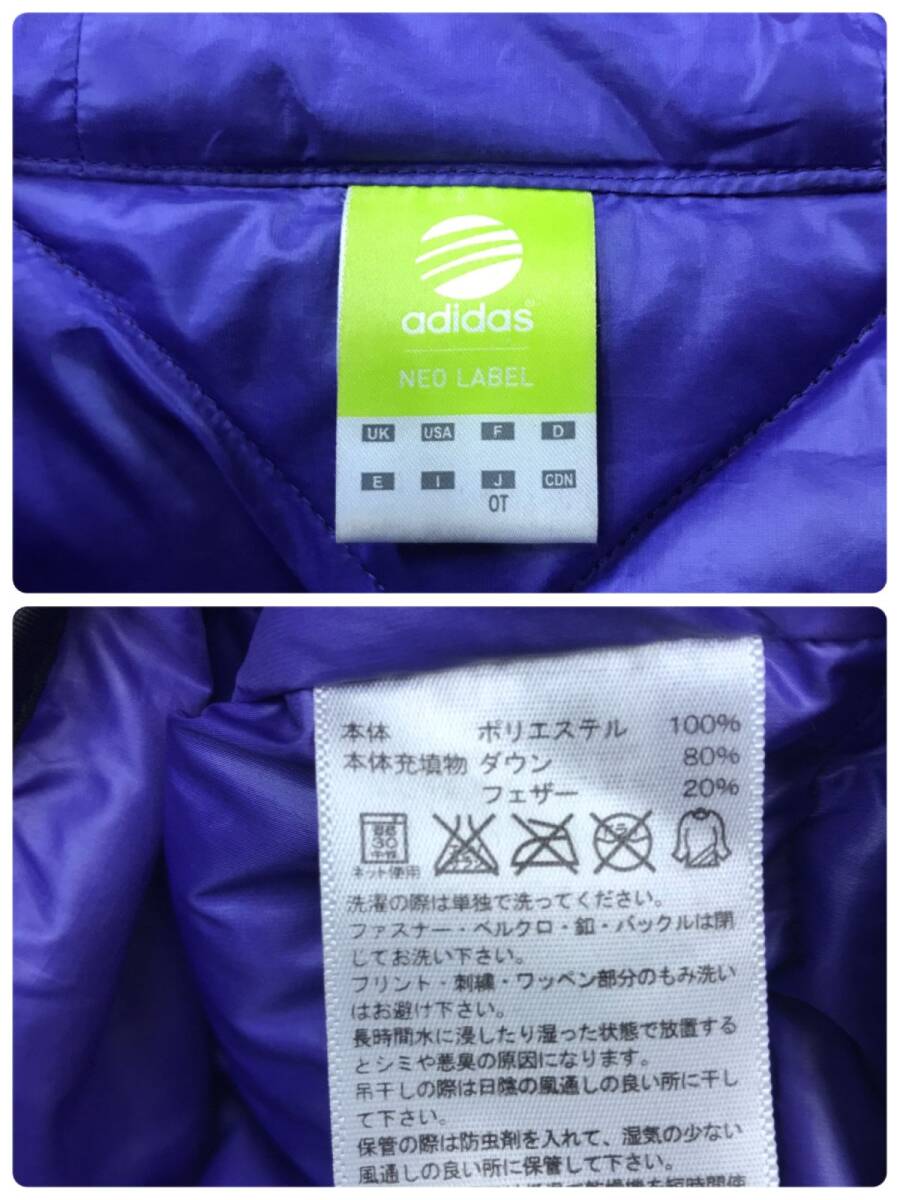 adidas®
NEO LABEL
UK USA F D
E I J CDN
OT
本体 ポリエステル 100%
本体充填物 ダウン 80%
フェザー 20%
30
中性
ネット使用
洗濯の際は単独で洗ってください。
ファスナー・ベルクロ・釦・バックルは閉
じてお洗い下さい。
プリント・刺繍・ワッペン部分のもみ洗い
はお避け下さい。
長時間水に浸したり湿った状態で放置する
とシミや悪臭の原因になります。
吊干しの際は日陰の風通しの良い所に干し
て下さい。
保管の際は防虫剤を入れて、湿気の少ない
風通しの良い所に保管して下さい。